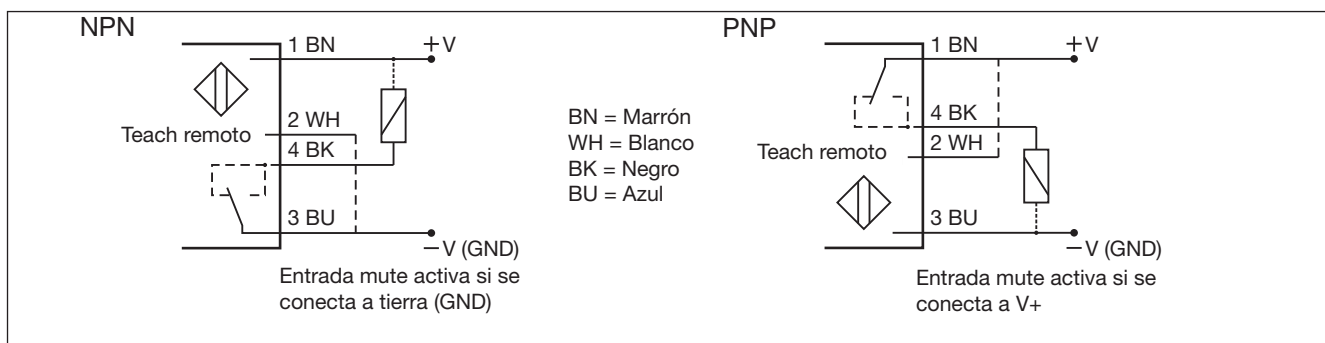 NPN
1 BN
+V
2 WH
Teach remoto
4 BK
3 BU
−V (GND)
Entrada mute activa si se
conecta a tierra (GND)
BN = Marrón
WH = Blanco
BK = Negro
BU = Azul
PNP
1 BN
+V
4 BK
2 WH
Teach remoto
3 BU
−V (GND)
Entrada mute activa si se
conecta a V+